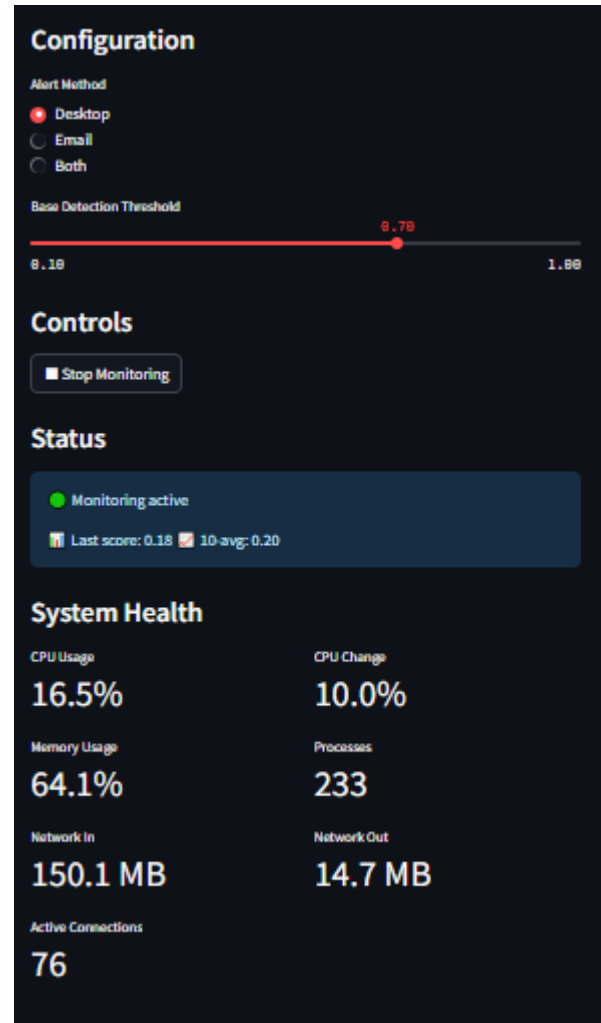 Configuration
Alert Method
Desktop
Email
Both
Base Detection Threshold
0.70
0.10 1.00
Controls
Stop Monitoring
Status
Monitoring active
Last score: 0.18 10-avg: 0.20
System Health
CPU Usage CPU Change
16.5% 10.0%
Memory Usage Processes
64.1% 233
Network In Network Out
150.1 MB 14.7 MB
Active Connections
76